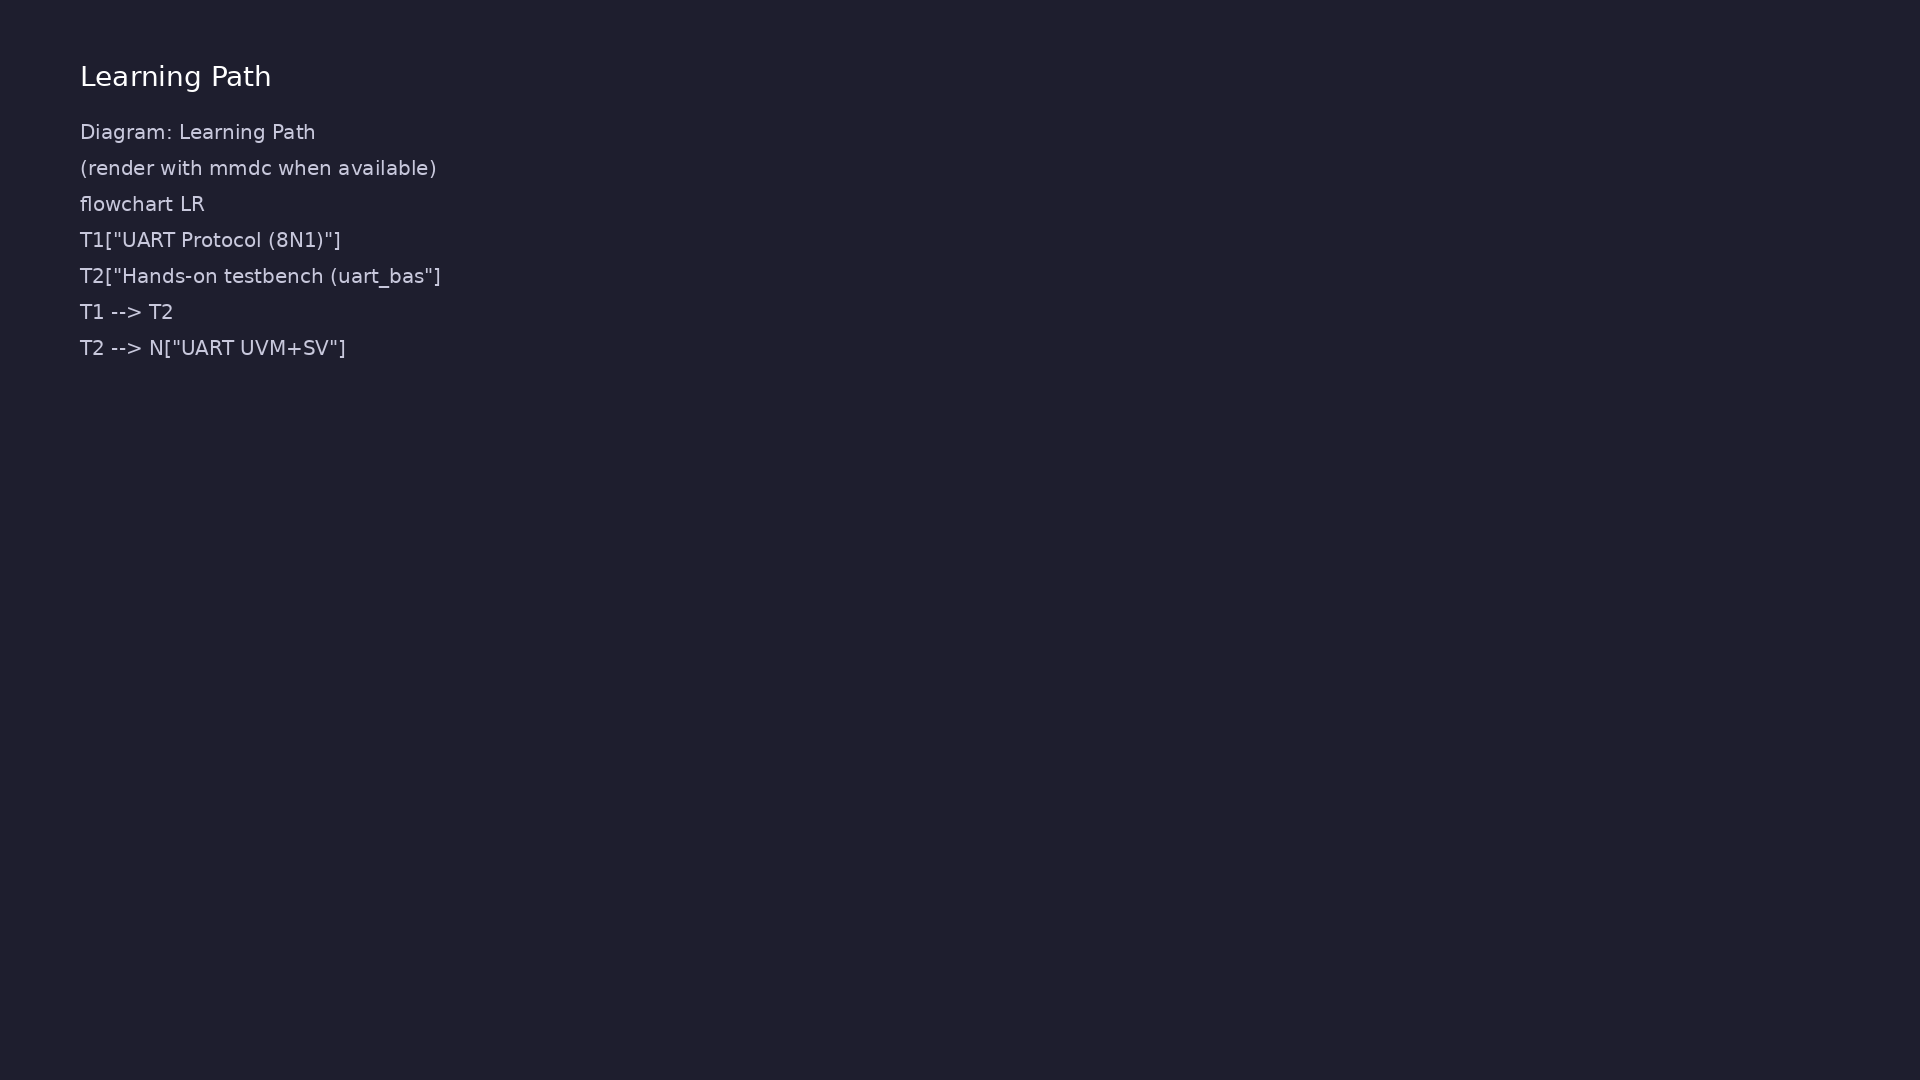 Learning Path
Diagram: Learning Path
(render with mmdc when available)
flowchart LR
T1["UART Protocol (8N1)"]
T2["Hands-on testbench (uart_bas"]
T1 --> T2
T2 --> N["UART UVM+SV"]